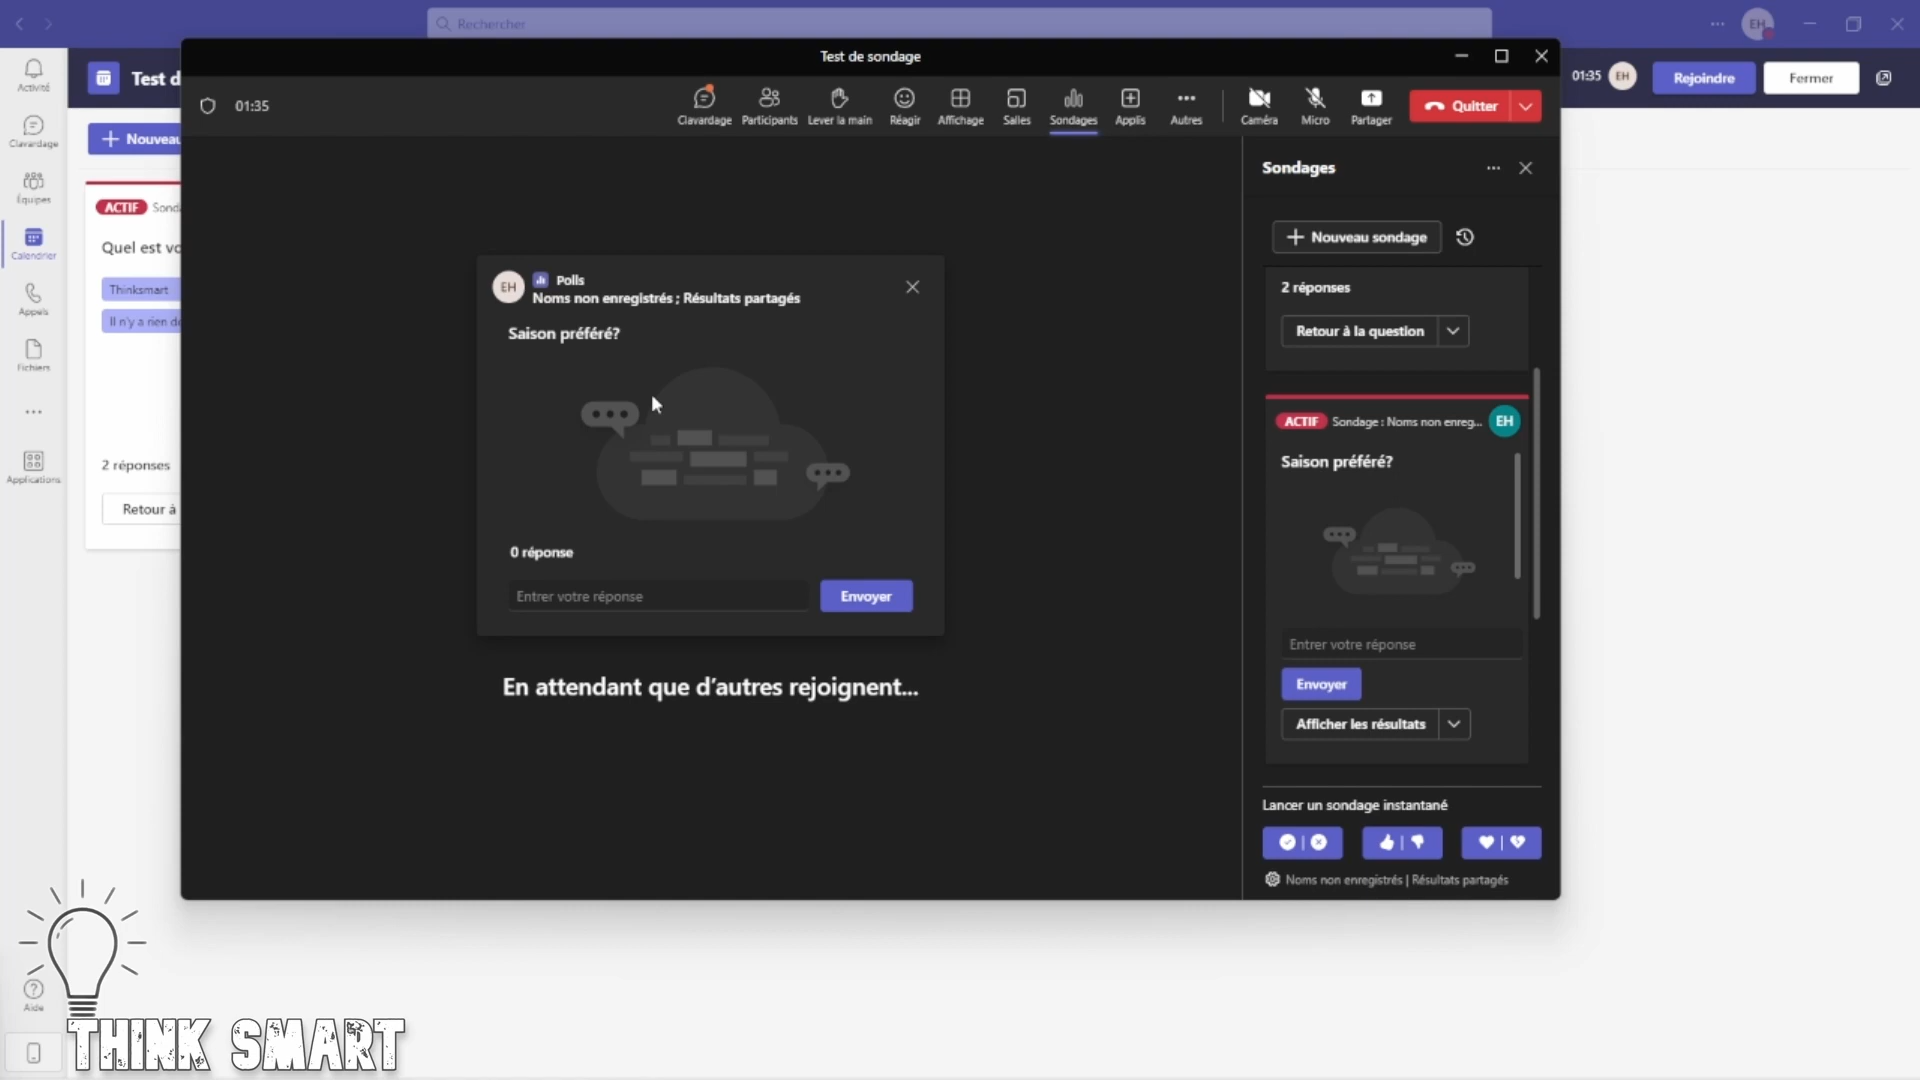 Rechercher
EH
Activité
Clavardage
Équipes
Calendrier
Appels
Fichiers
Applications
Aide
Test d
01:35
EH
Rejoindre
Fermer
Nouveau
ACTIF Sonda
Quel est vo
Thinksmart
Il n'y a rien de
2 réponses
Retour à
Test de sondage
01:35
Clavardage
Participants
Lever la main
Réagir
Affichage
Salles
Sondages
Applis
Autres
Caméra
Micro
Partager
Quitter
EH
Polls
Noms non enregistrés ; Résultats partagés
Saison préféré?
0 réponse
Entrer votre réponse
Envoyer
En attendant que d'autres rejoignent...
Sondages
Nouveau sondage
2 réponses
Retour à la question
ACTIF Sondage : Noms non enreg... EH
Saison préféré?
Entrer votre réponse
Envoyer
Afficher les résultats
Lancer un sondage instantané
Noms non enregistrés | Résultats partagés
THINK SMART